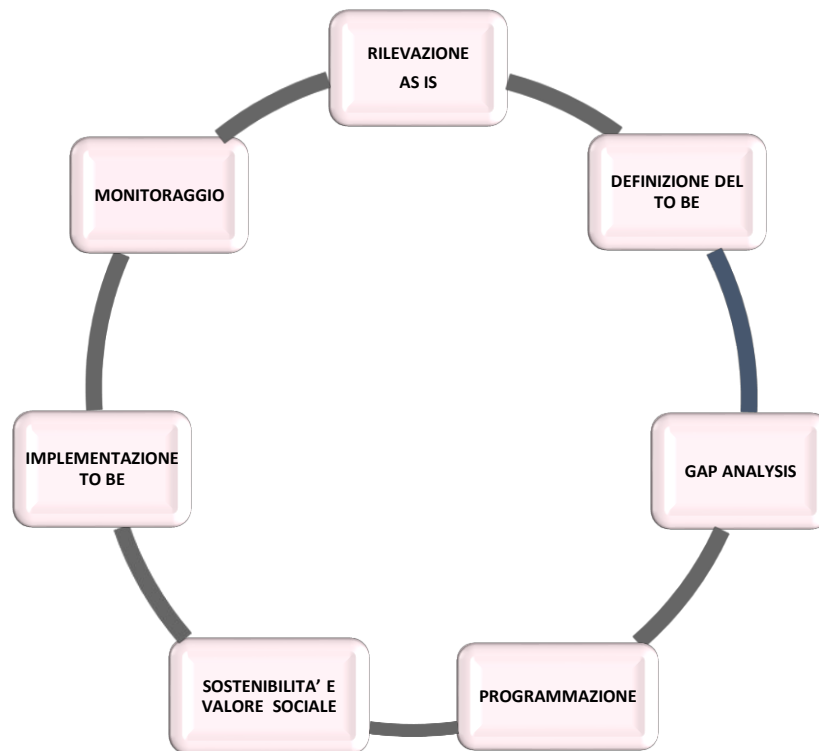 RILEVAZIONE
AS IS
DEFINIZIONE DEL
TO BE
GAP ANALYSIS
PROGRAMMAZIONE
SOSTENIBILITA’ E
VALORE SOCIALE
IMPLEMENTAZIONE
TO BE
MONITORAGGIO